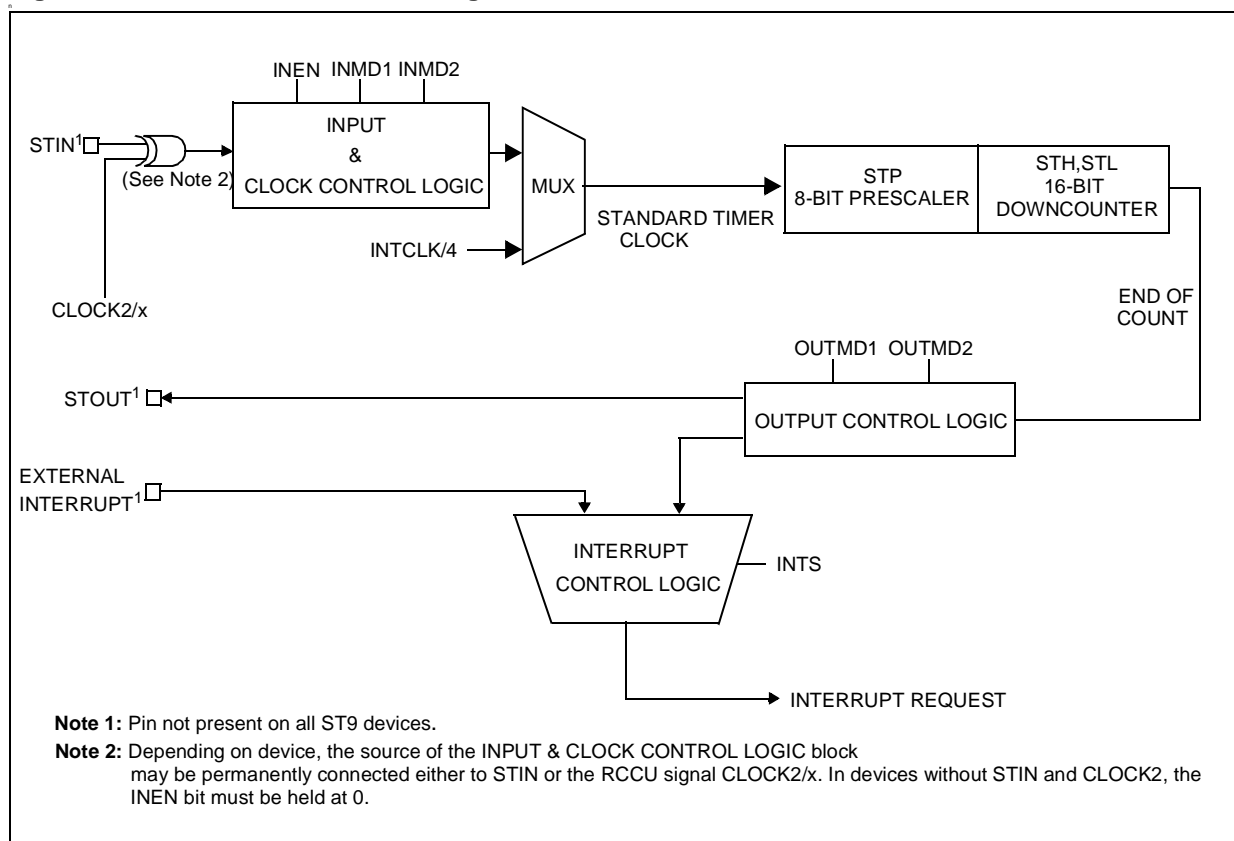 INEN INMD1 INMD2
STIN1
INPUT
&
CLOCK CONTROL LOGIC
(See Note 2)
MUX
INTCLK/4
CLOCK2/x
STANDARD TIMER
CLOCK
STP
8-BIT PRESCALER
STH,STL
16-BIT
DOWNCOUNTER
END OF
COUNT
OUTMD1 OUTMD2
STOUT1
OUTPUT CONTROL LOGIC
EXTERNAL
INTERRUPT1
INTERRUPT
CONTROL LOGIC
INTS
INTERRUPT REQUEST
Note 1: Pin not present on all ST9 devices.
Note 2: Depending on device, the source of the INPUT & CLOCK CONTROL LOGIC block
may be permanently connected either to STIN or the RCCU signal CLOCK2/x. In devices without STIN and CLOCK2, the
INEN bit must be held at 0.